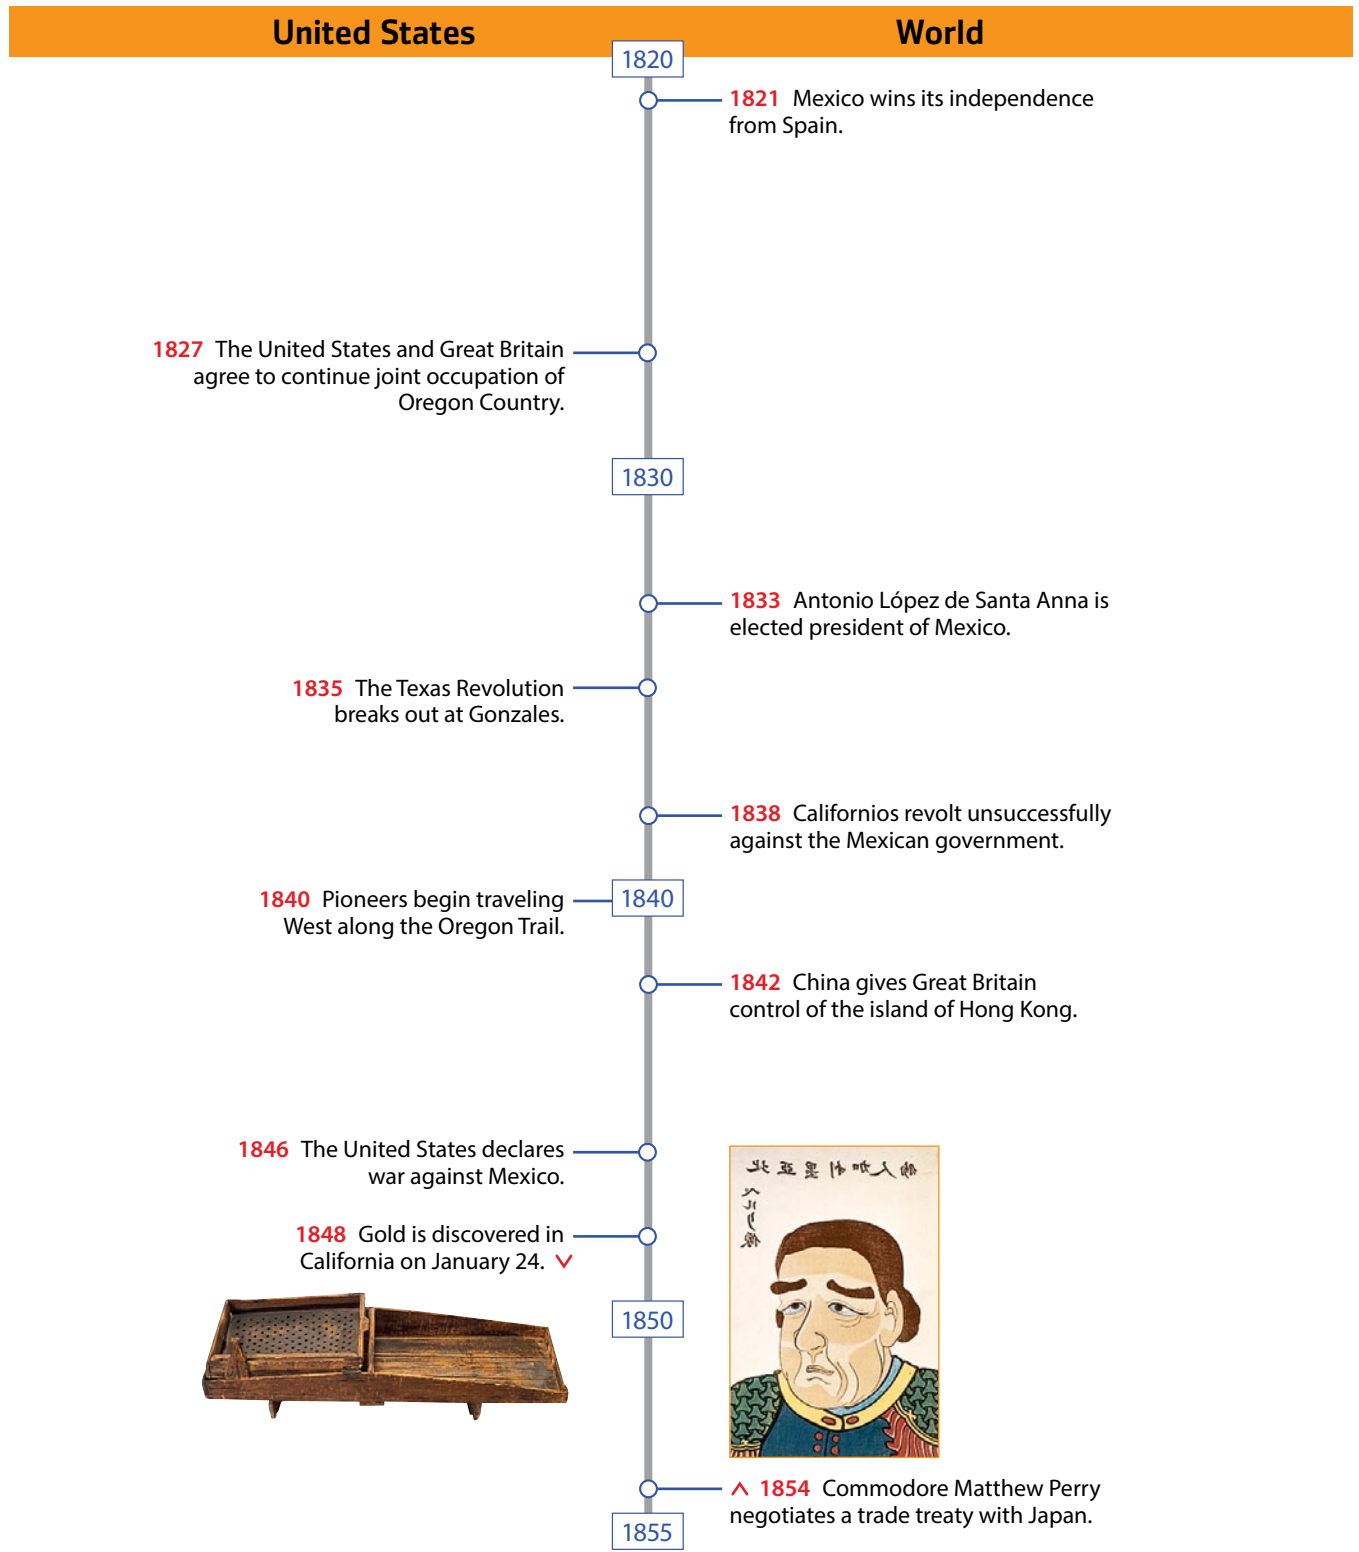 United States
World
1820
1821 Mexico wins its independence
from Spain.
1827 The United States and Great Britain
agree to continue joint occupation of
Oregon Country.
1830
1833 Antonio López de Santa Anna is
elected president of Mexico.
1835 The Texas Revolution
breaks out at Gonzales.
1838 Californios revolt unsuccessfully
against the Mexican government.
1840 Pioneers begin traveling
West along the Oregon Trail.
1840
1842 China gives Great Britain
control of the island of Hong Kong.
1846 The United States declares
war against Mexico.
1848 Gold is discovered in
California on January 24.
1850
1854 Commodore Matthew Perry
negotiates a trade treaty with Japan.
1855